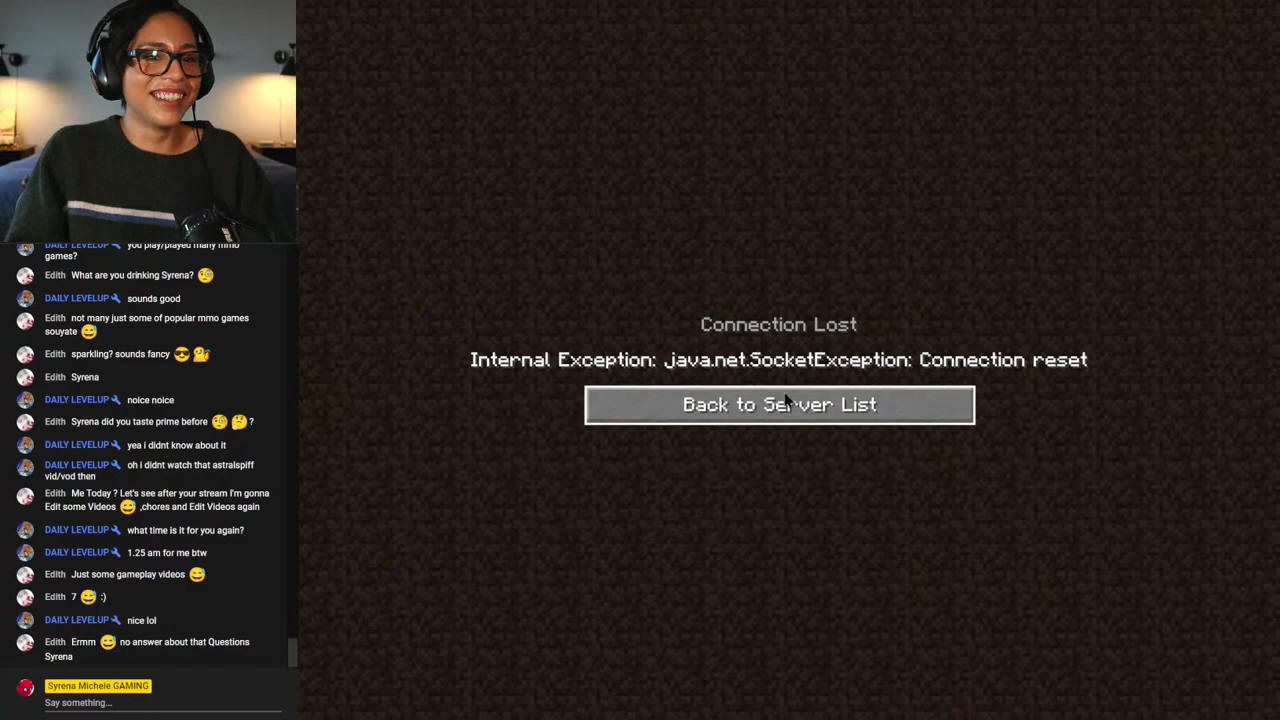 DAILY LEVELUP you play/played many mmo
games?
Edith What are you drinking Syrena?
DAILY LEVELUP sounds good
Edith not many just some of popular mmo games
souyate
Edith sparkling? sounds fancy
Edith Syrena
DAILY LEVELUP noice noice
Edith Syrena did you taste prime before ?
DAILY LEVELUP yea i didnt know about it
DAILY LEVELUP oh i didnt watch that astralspiff
vid/vod then
Edith Me Today ? Let's see after your stream I'm gonna
Edit some Videos ,chores and Edit Videos again
DAILY LEVELUP what time is it for you again?
DAILY LEVELUP 1.25 am for me btw
Edith Just some gameplay videos
Edith 7 :)
DAILY LEVELUP nice lol
Edith Ermm no answer about that Questions
Syrena
Syrena Michele GAMING
Say something...
Connection Lost
Internal Exception: java.net.SocketException: Connection reset
Back to Server List